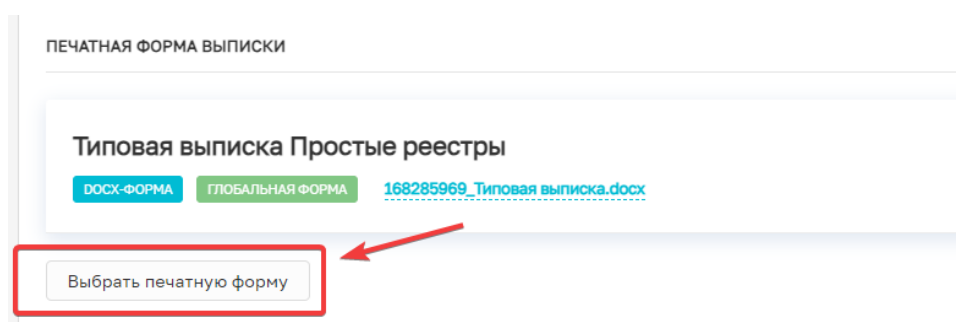 ПЕЧАТНАЯ ФОРМА ВЫПИСКИ
Типовая выписка Простые реестры
DOCX-ФОРМА ГЛОБАЛЬНАЯ ФОРМА 168285969_Типовая выписка.docx
Выбрать печатную форму